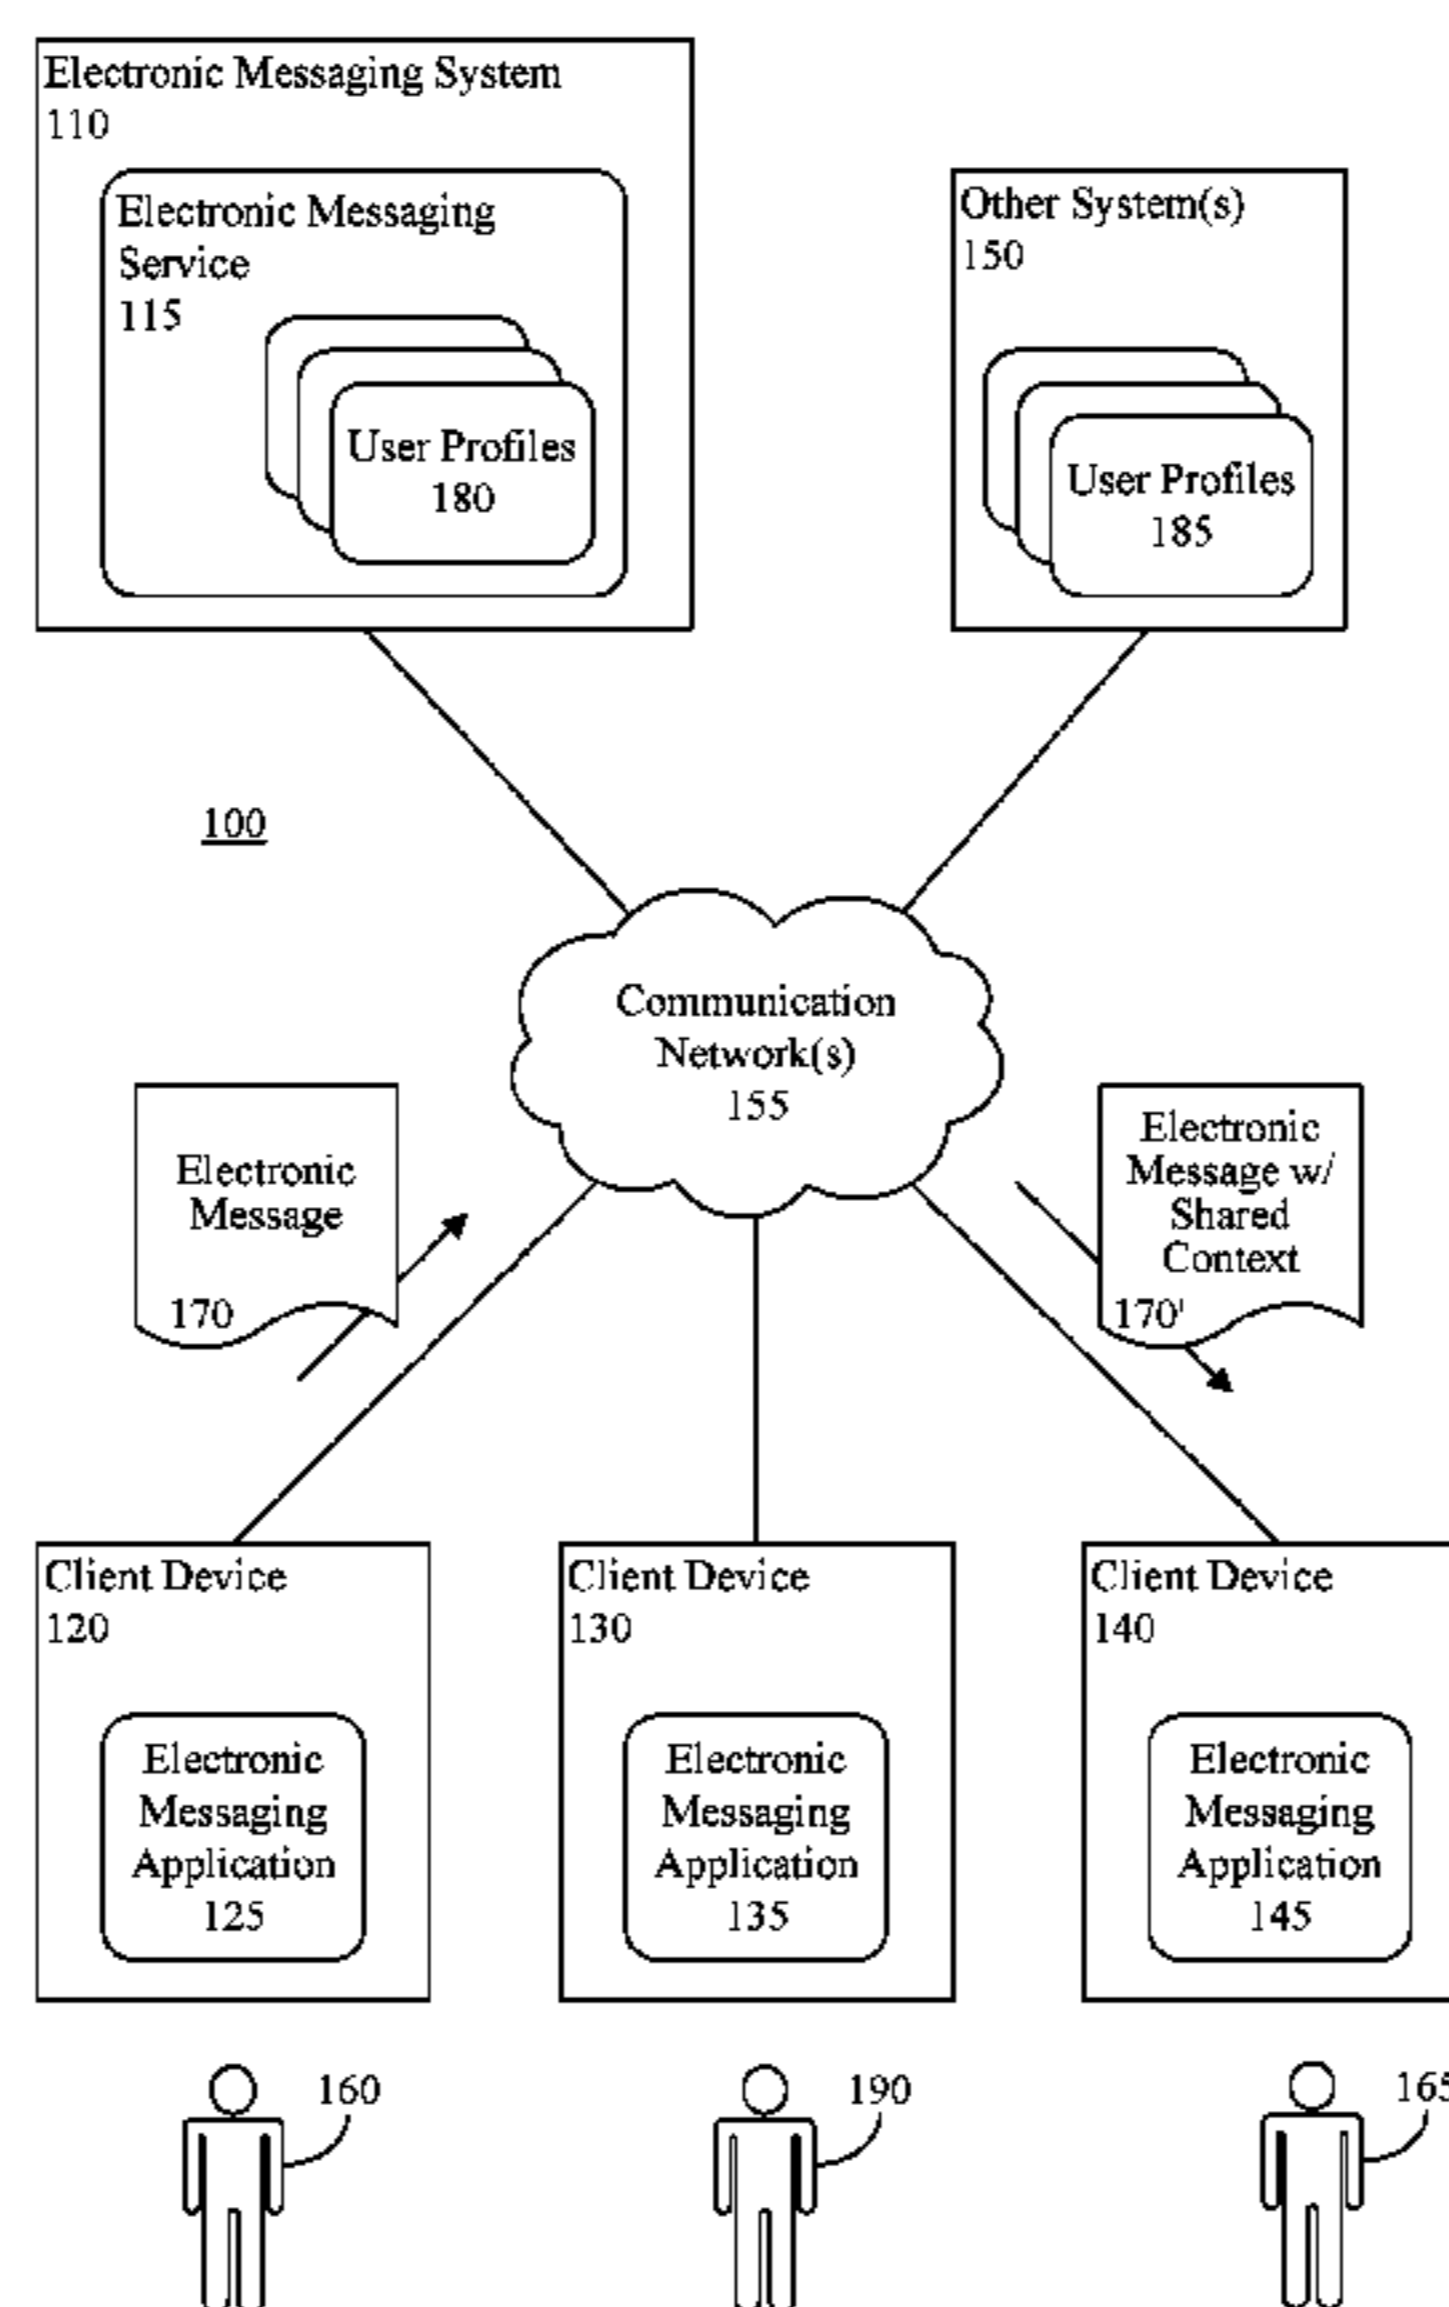 Electronic Messaging System
110
Electronic Messaging
Service
115
User Profiles
180
Other System(s)
150
User Profiles
185
100
Communication
Network(s)
155
Electronic
Message
170
Electronic
Message w/
Shared
Context
170'
Client Device
120
Electronic
Messaging
Application
125
Client Device
130
Electronic
Messaging
Application
135
Client Device
140
Electronic
Messaging
Application
145
160
190
165